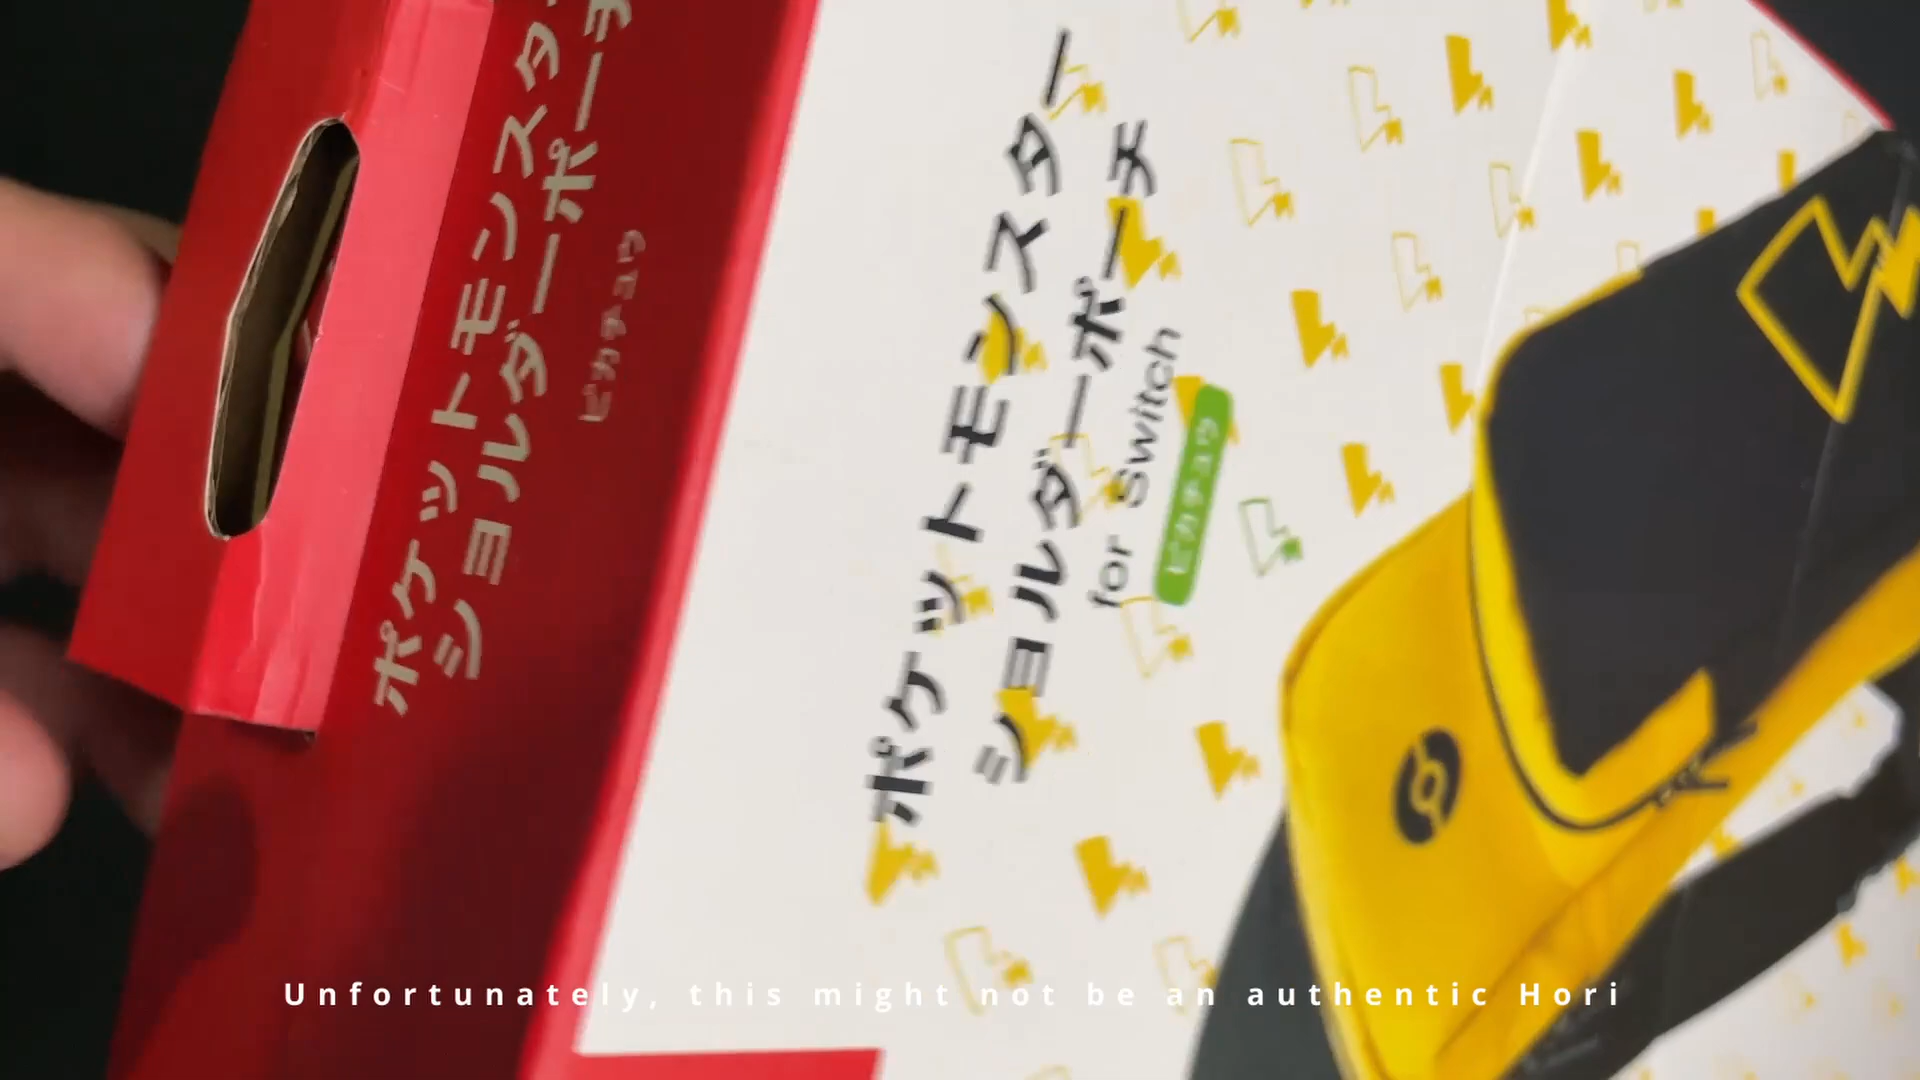 ポケットモンスター
ショルダーポーチ
ピカチュウ
ポケットモンスター
ショルダーポーチ
for Switch
ピカチュウ
Unfortunately, this might not be an authentic Hori